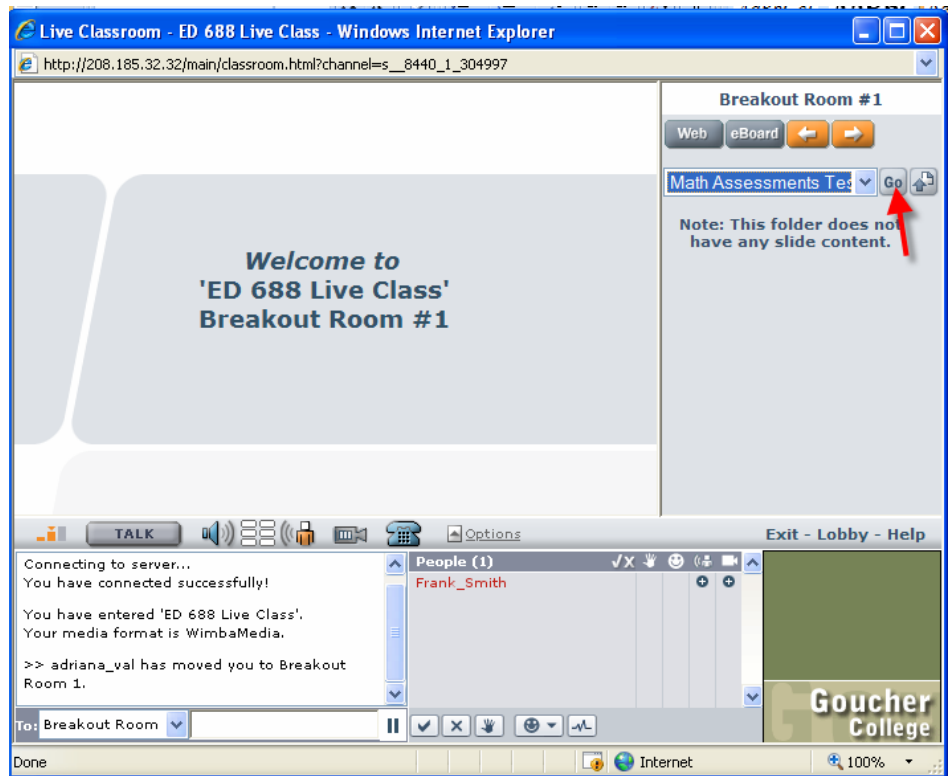 Live Classroom - ED 688 Live Class - Windows Internet Explorer
http://208.185.32.32/main/classroom.html?channel=s__8440_1_304997
Breakout Room #1
Web eBoard
Math Assessments Tes Go
Note: This folder does not
have any slide content.
Welcome to
'ED 688 Live Class'
Breakout Room #1
TALK Options Exit - Lobby - Help
Connecting to server...
You have connected successfully!
You have entered 'ED 688 Live Class'.
Your media format is WimbaMedia.
>> adriana_val has moved you to Breakout
Room 1.
People (1)
Frank_Smith
To: Breakout Room
Goucher
College
Done Internet 100%